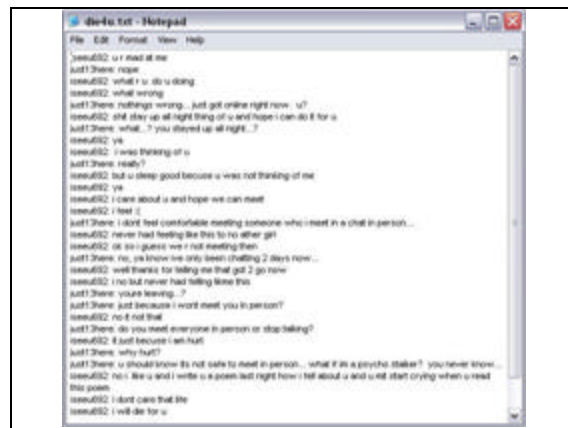 die4u.txt - Notepad
File Edit Format View Help
iseeu692: u r mad at me
just13here: nope
iseeu692: what r u do u doing
iseeu692: what wrong
just13here: nothings wrong... just got online right now.. u?
iseeu692: shit stay up all night thing of u and hope i can do it for u
just13here: what...? you stayed up all night...?
iseeu692: ya
iseeu692: i was thinking of u
just13here: really?
iseeu692: but u sleep good becuse u was not thinking of me
iseeu692: ya
iseeu692: i care about u and hope we can meet
iseeu692: i feel :(
just13here: i dont feel comfortable meeting someone who i meet in a chat in person...
iseeu692: never had feeling like this to no ather girl
iseeu692: ok so i guess we r not meeting then
just13here: no, ya know ive only been chatting 2 days now...
iseeu692: well thanks for telling me that got 2 go now
iseeu692: i no but never had felling like this
just13here: youre leaving...?
just13here: just because i wont meet you in person?
iseeu692: no it not that
just13here: do you meet everyone in person or stop talking?
iseeu692: it just becuse i am hurt
just13here: why hurt?
just13here: u should know its not safe to meet in person... what if im a psycho stalker? you never know...
iseeu692: no i like u and i write u a poem last night how i fell about u and u mit start crying when u read
this poem
iseeu692: i dont care that life
iseeu692: i will die for u